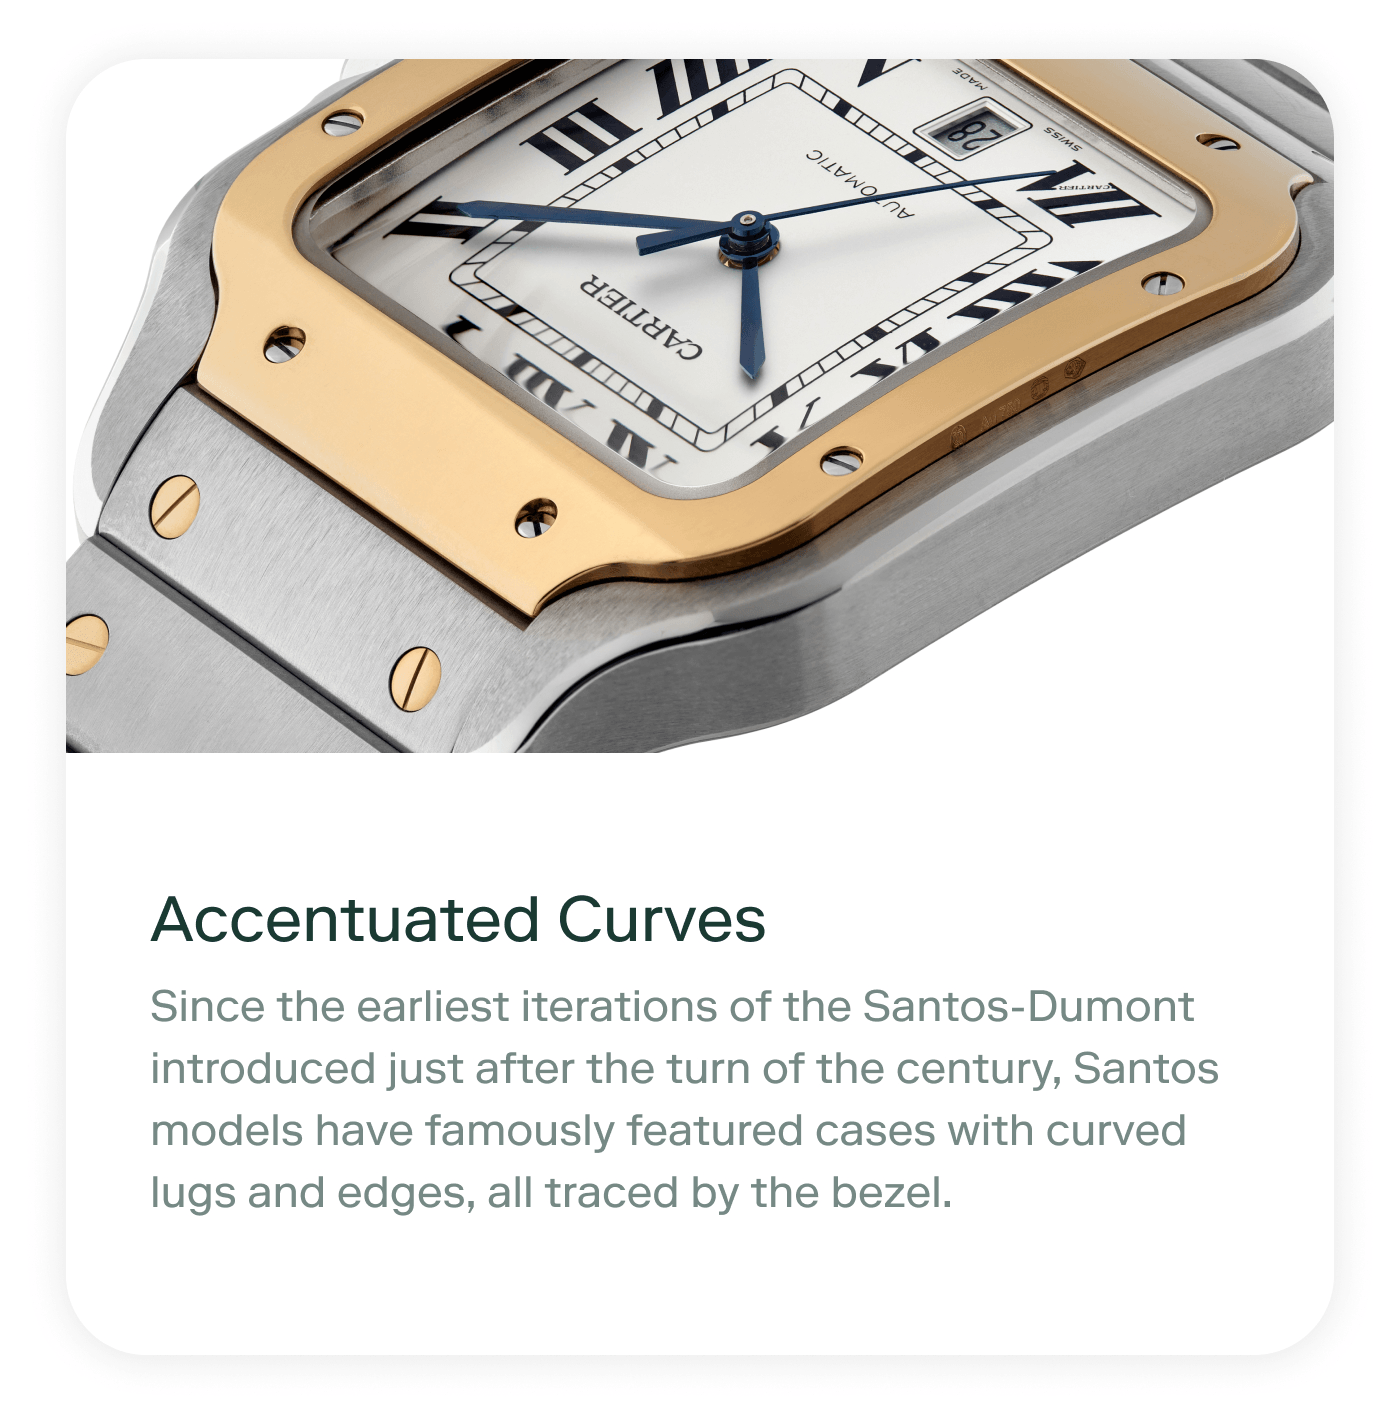 MADE
SWISS
28
AUTOMATIC
CARTIER
CARTIER
Accentuated Curves
Since the earliest iterations of the Santos-Dumont
introduced just after the turn of the century, Santos
models have famously featured cases with curved
lugs and edges, all traced by the bezel.